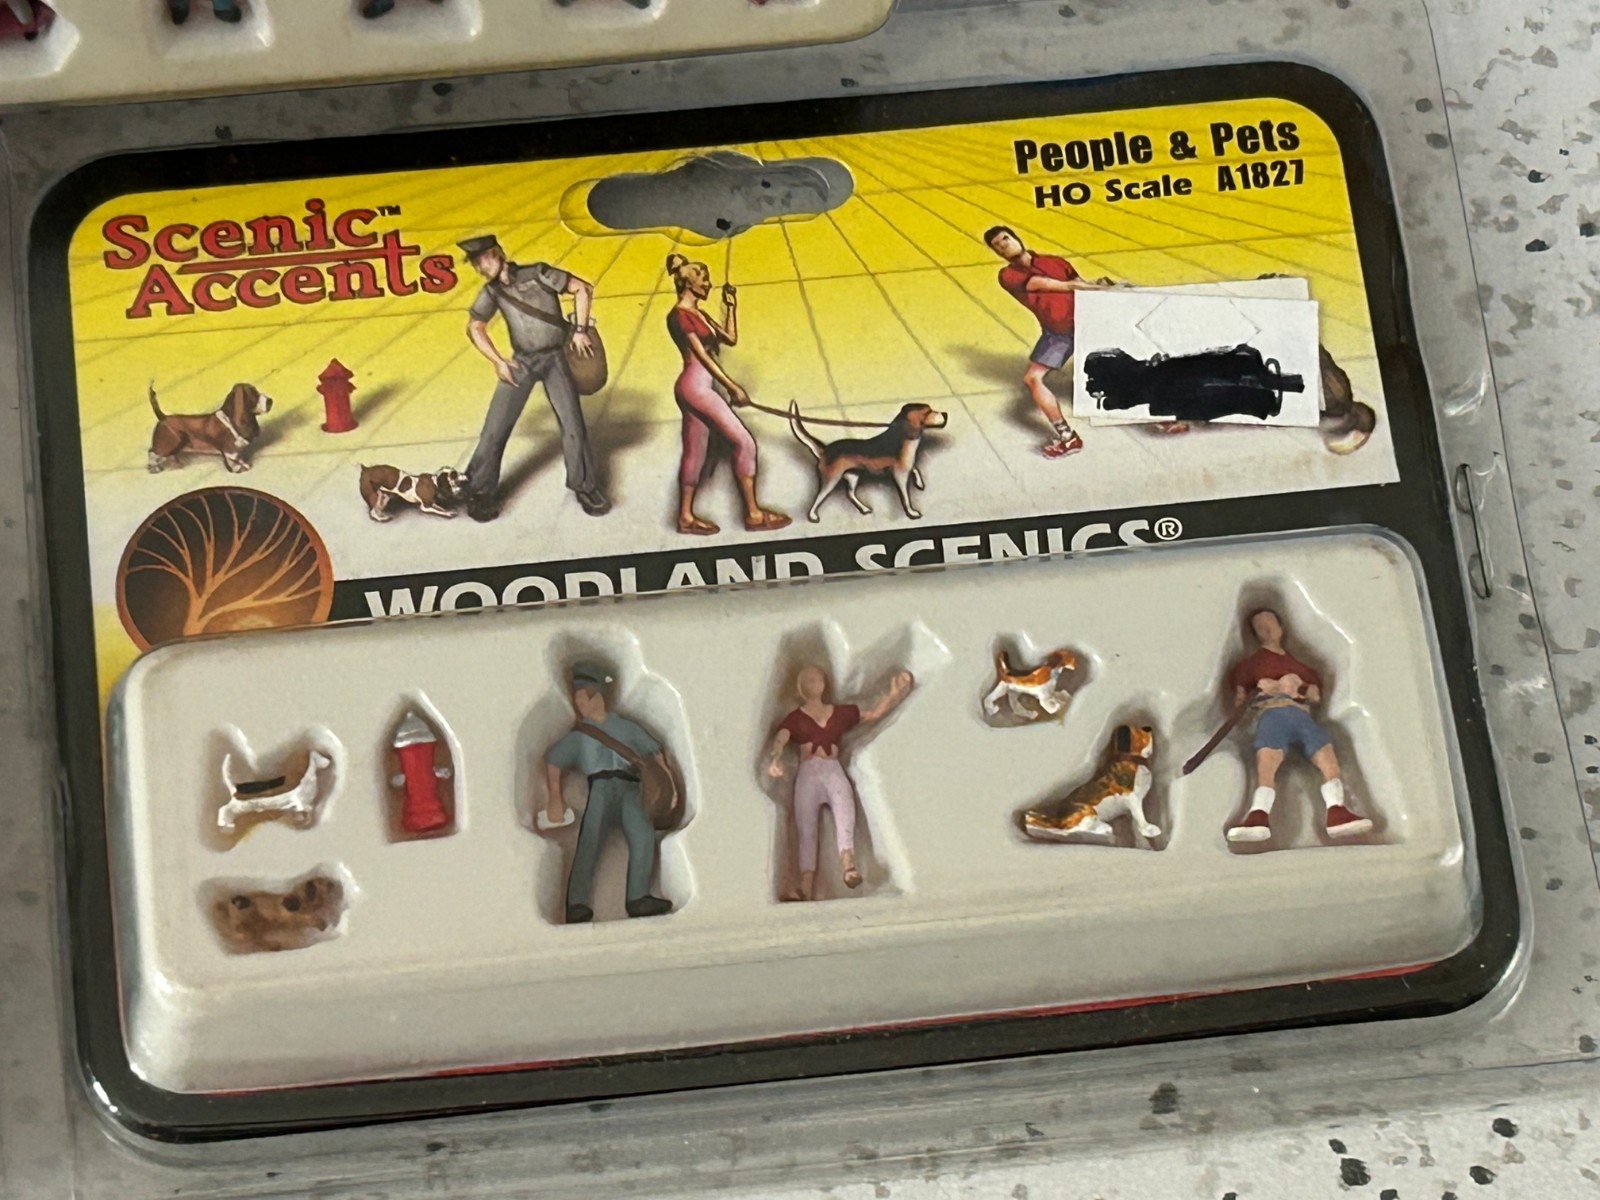 Scenic™
Accents
People & Pets
HO Scale A1827
WOODLAND SCENICS®